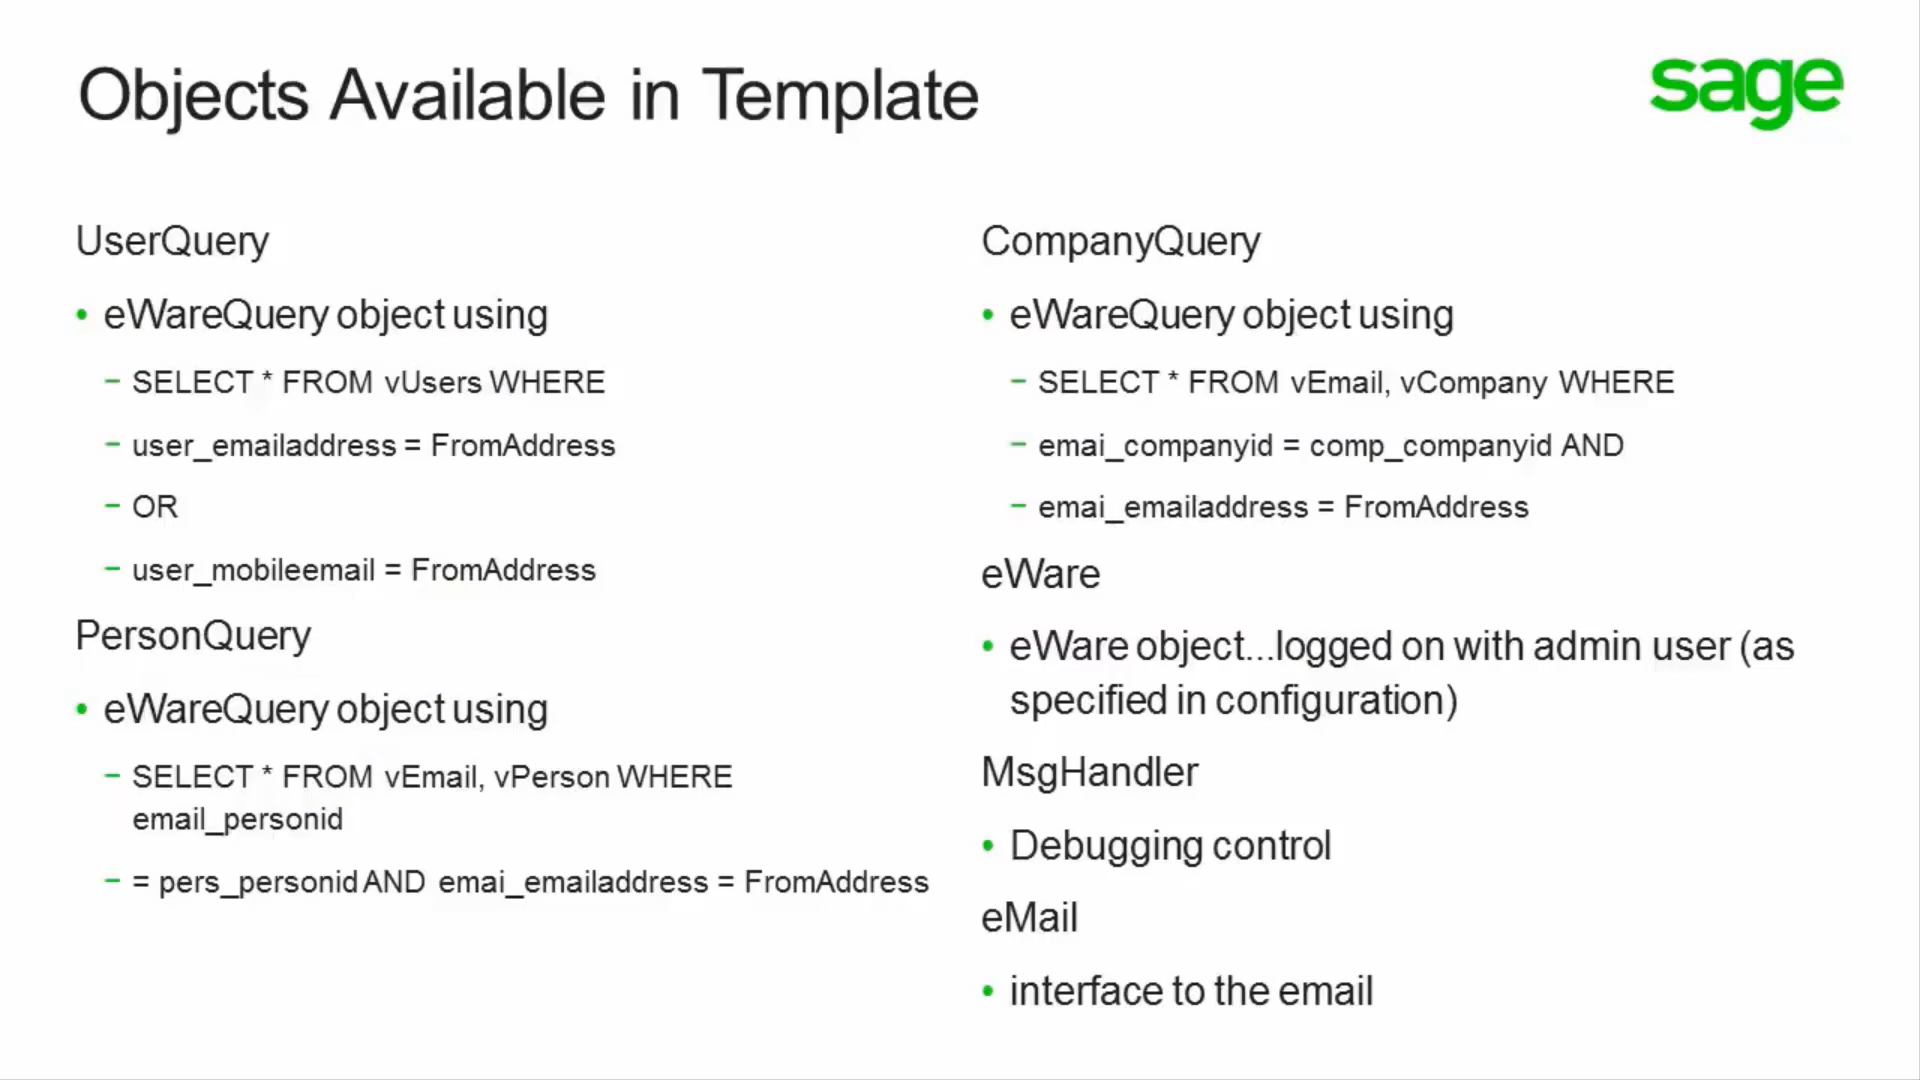 Objects Available in Template
sage
UserQuery
• eWareQuery object using
– SELECT * FROM vUsers WHERE
– user_emailaddress = FromAddress
– OR
– user_mobileemail = FromAddress
PersonQuery
• eWareQuery object using
– SELECT * FROM vEmail, vPerson WHERE
email_personid
– = pers_personid AND emai_emailaddress = FromAddress
CompanyQuery
• eWareQuery object using
– SELECT * FROM vEmail, vCompany WHERE
– emai_companyid = comp_companyid AND
– emai_emailaddress = FromAddress
eWare
• eWare object...logged on with admin user (as
specified in configuration)
MsgHandler
• Debugging control
eMail
• interface to the email